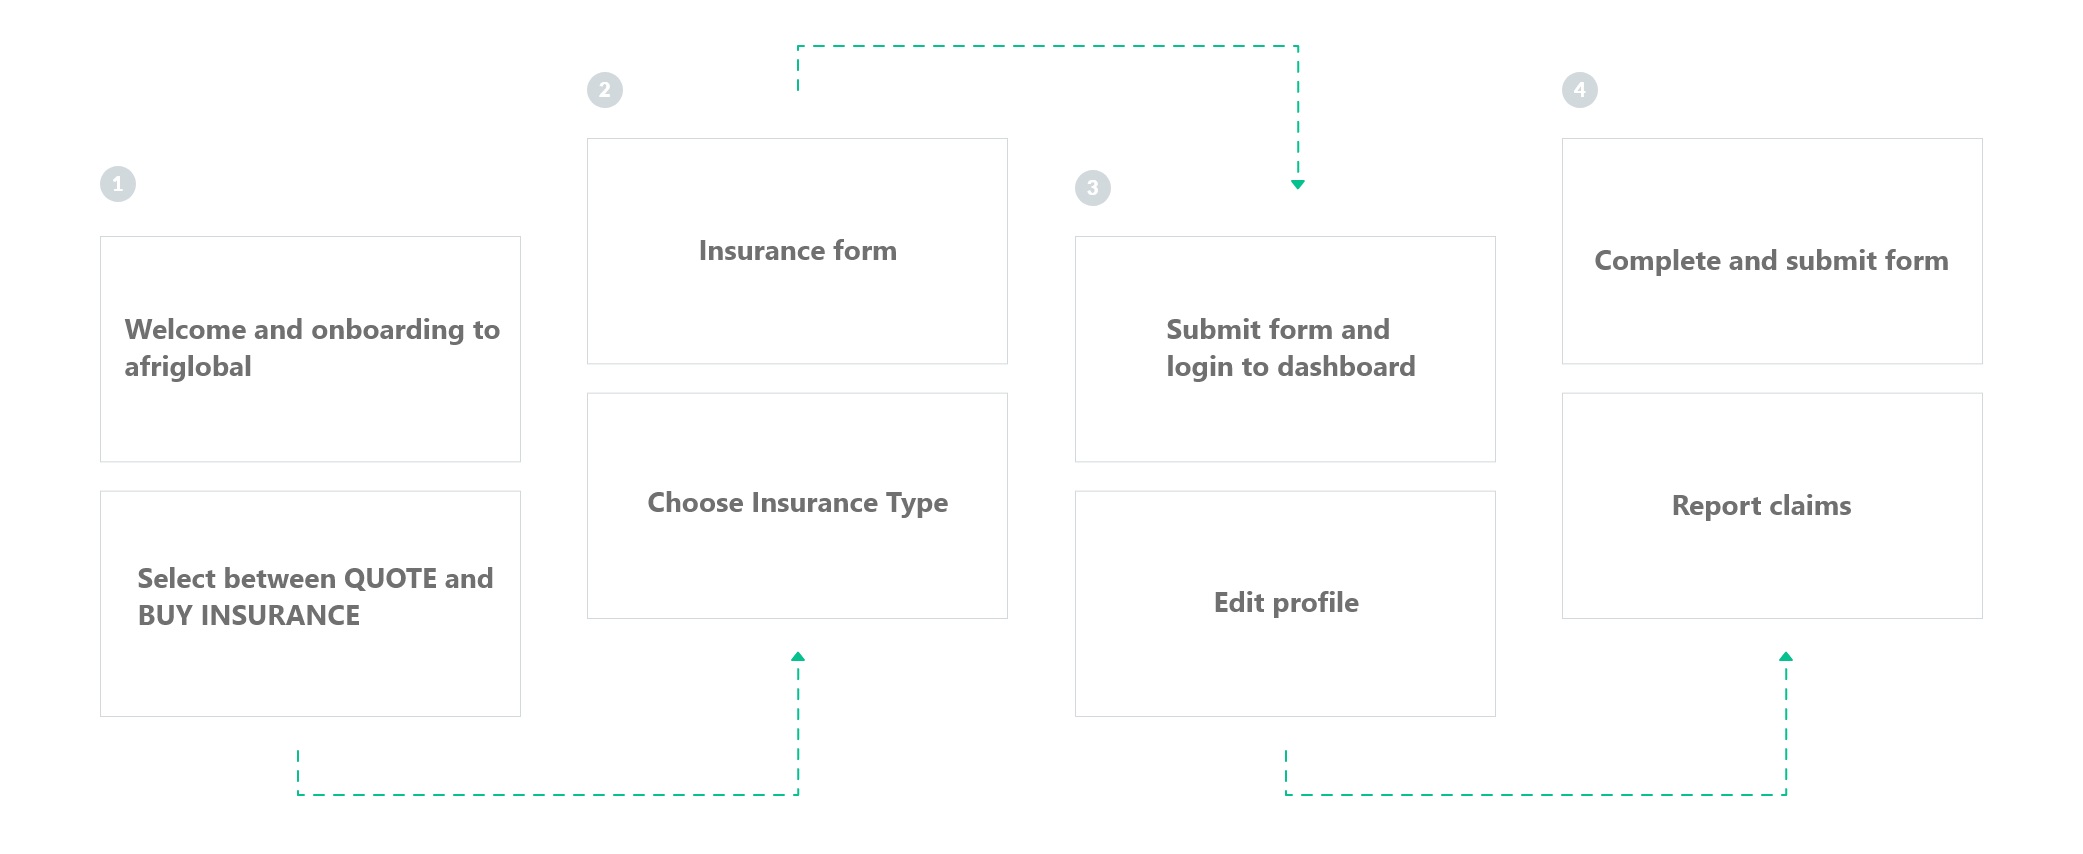 1
Welcome and onboarding to
afriglobal
Select between QUOTE and
BUY INSURANCE
2
Insurance form
Choose Insurance Type
3
Submit form and
login to dashboard
Edit profile
4
Complete and submit form
Report claims